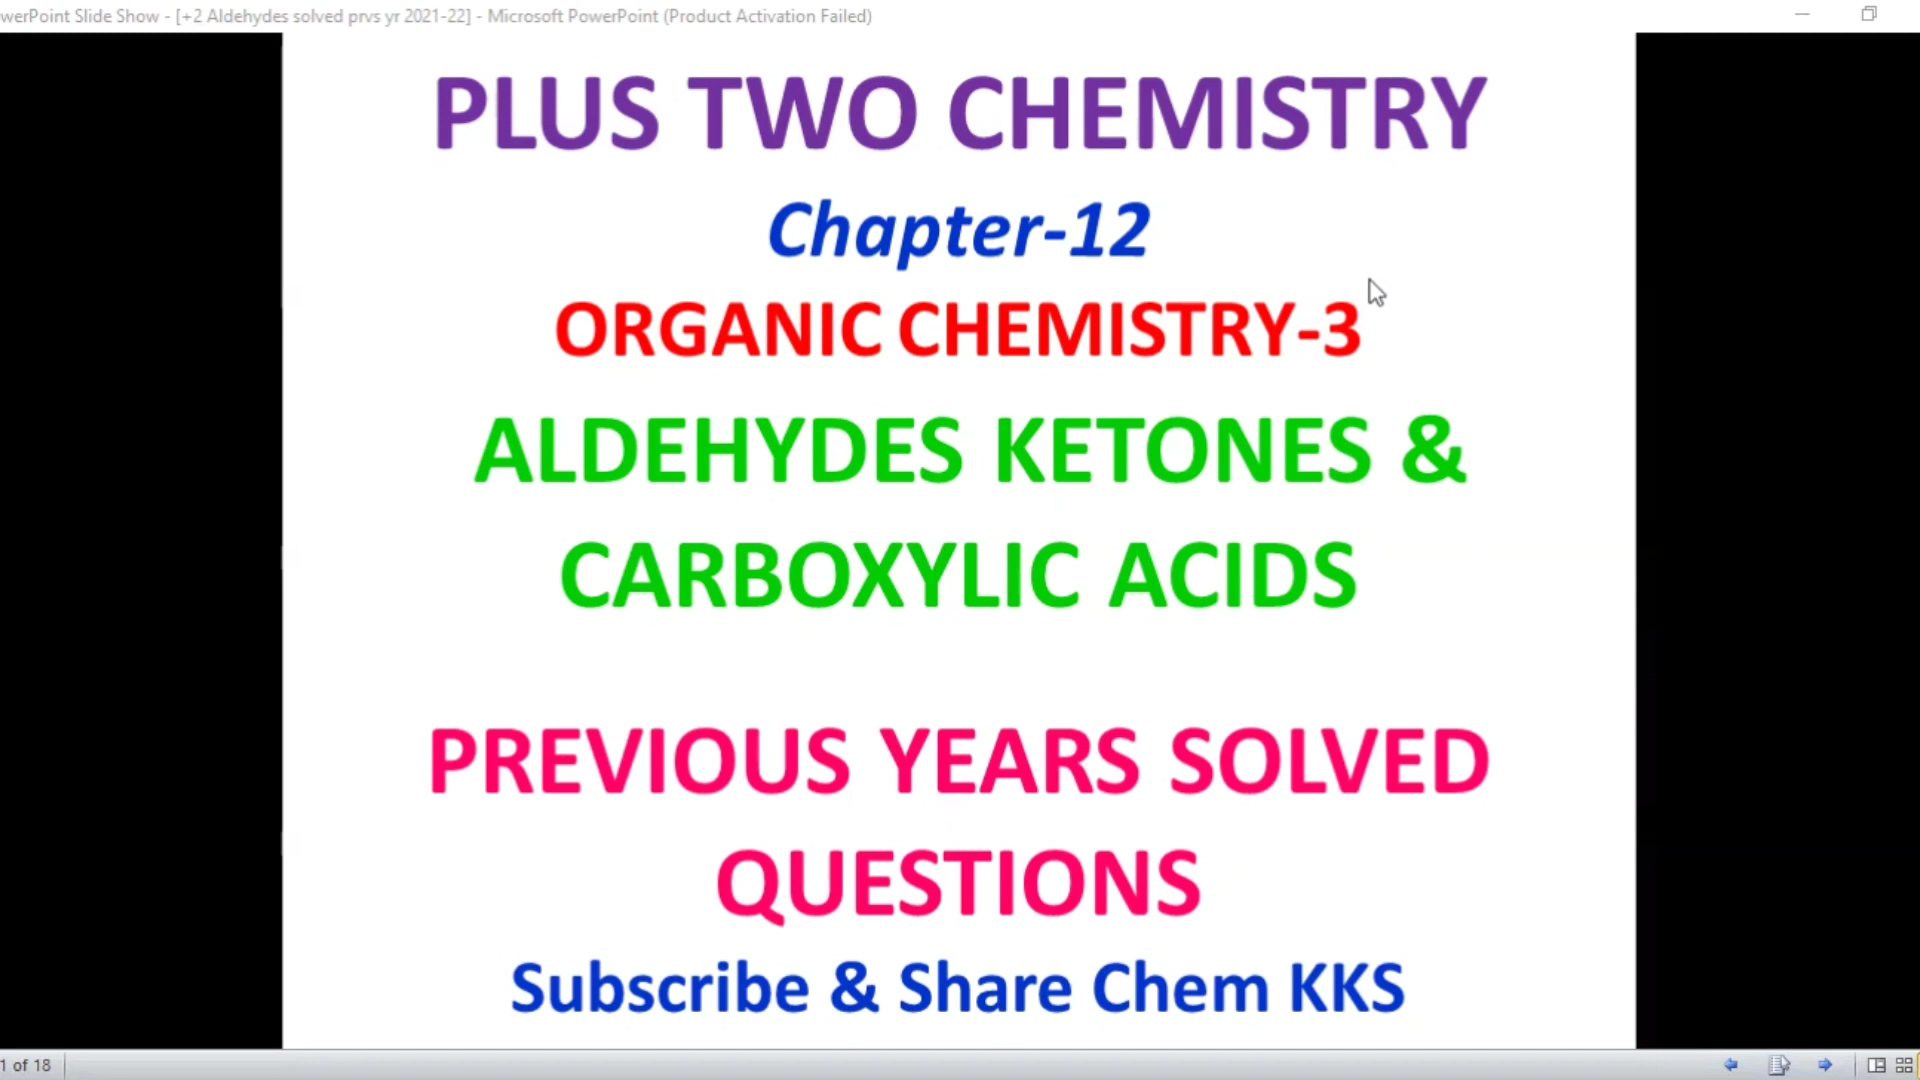 werPoint Slide Show - [+2 Aldehydes solved prvs yr 2021-22] - Microsoft PowerPoint (Product Activation Failed)
PLUS TWO CHEMISTRY
Chapter-12
ORGANIC CHEMISTRY-3
ALDEHYDES KETONES &
CARBOXYLIC ACIDS
PREVIOUS YEARS SOLVED
QUESTIONS
Subscribe & Share Chem KKS
1 of 18